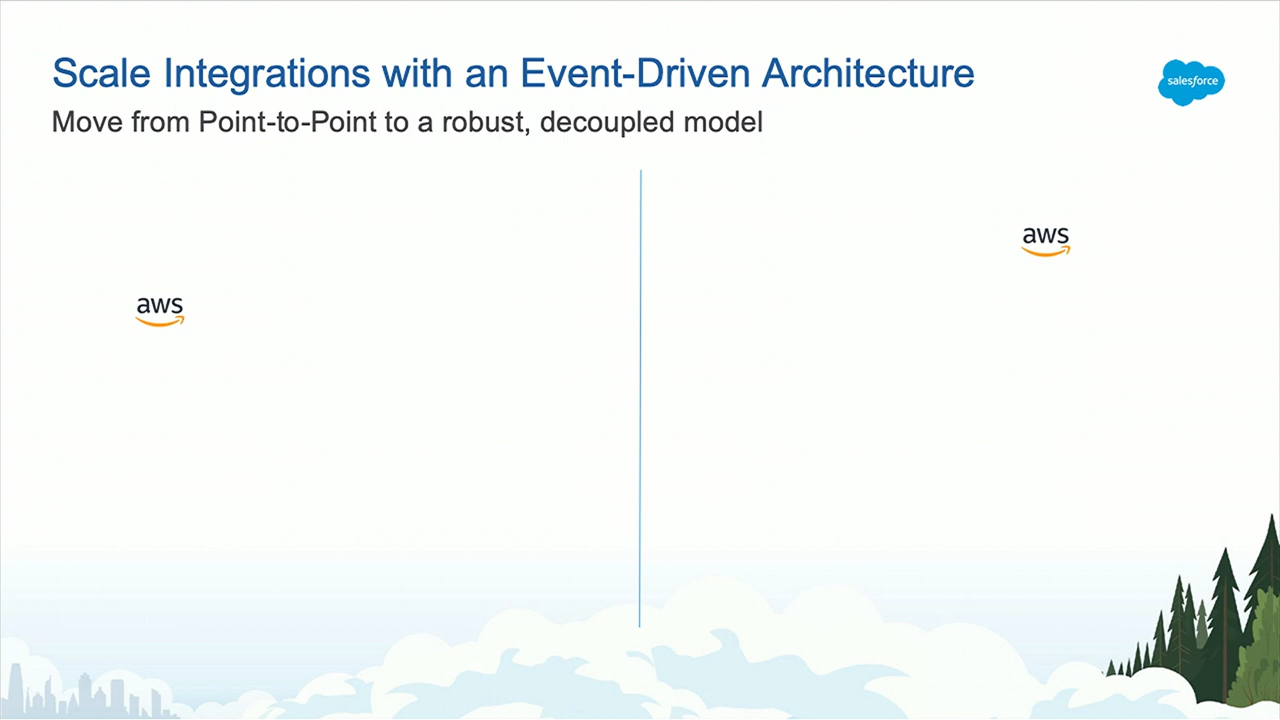 Scale Integrations with an Event-Driven Architecture
salesforce
Move from Point-to-Point to a robust, decoupled model
aws
aws